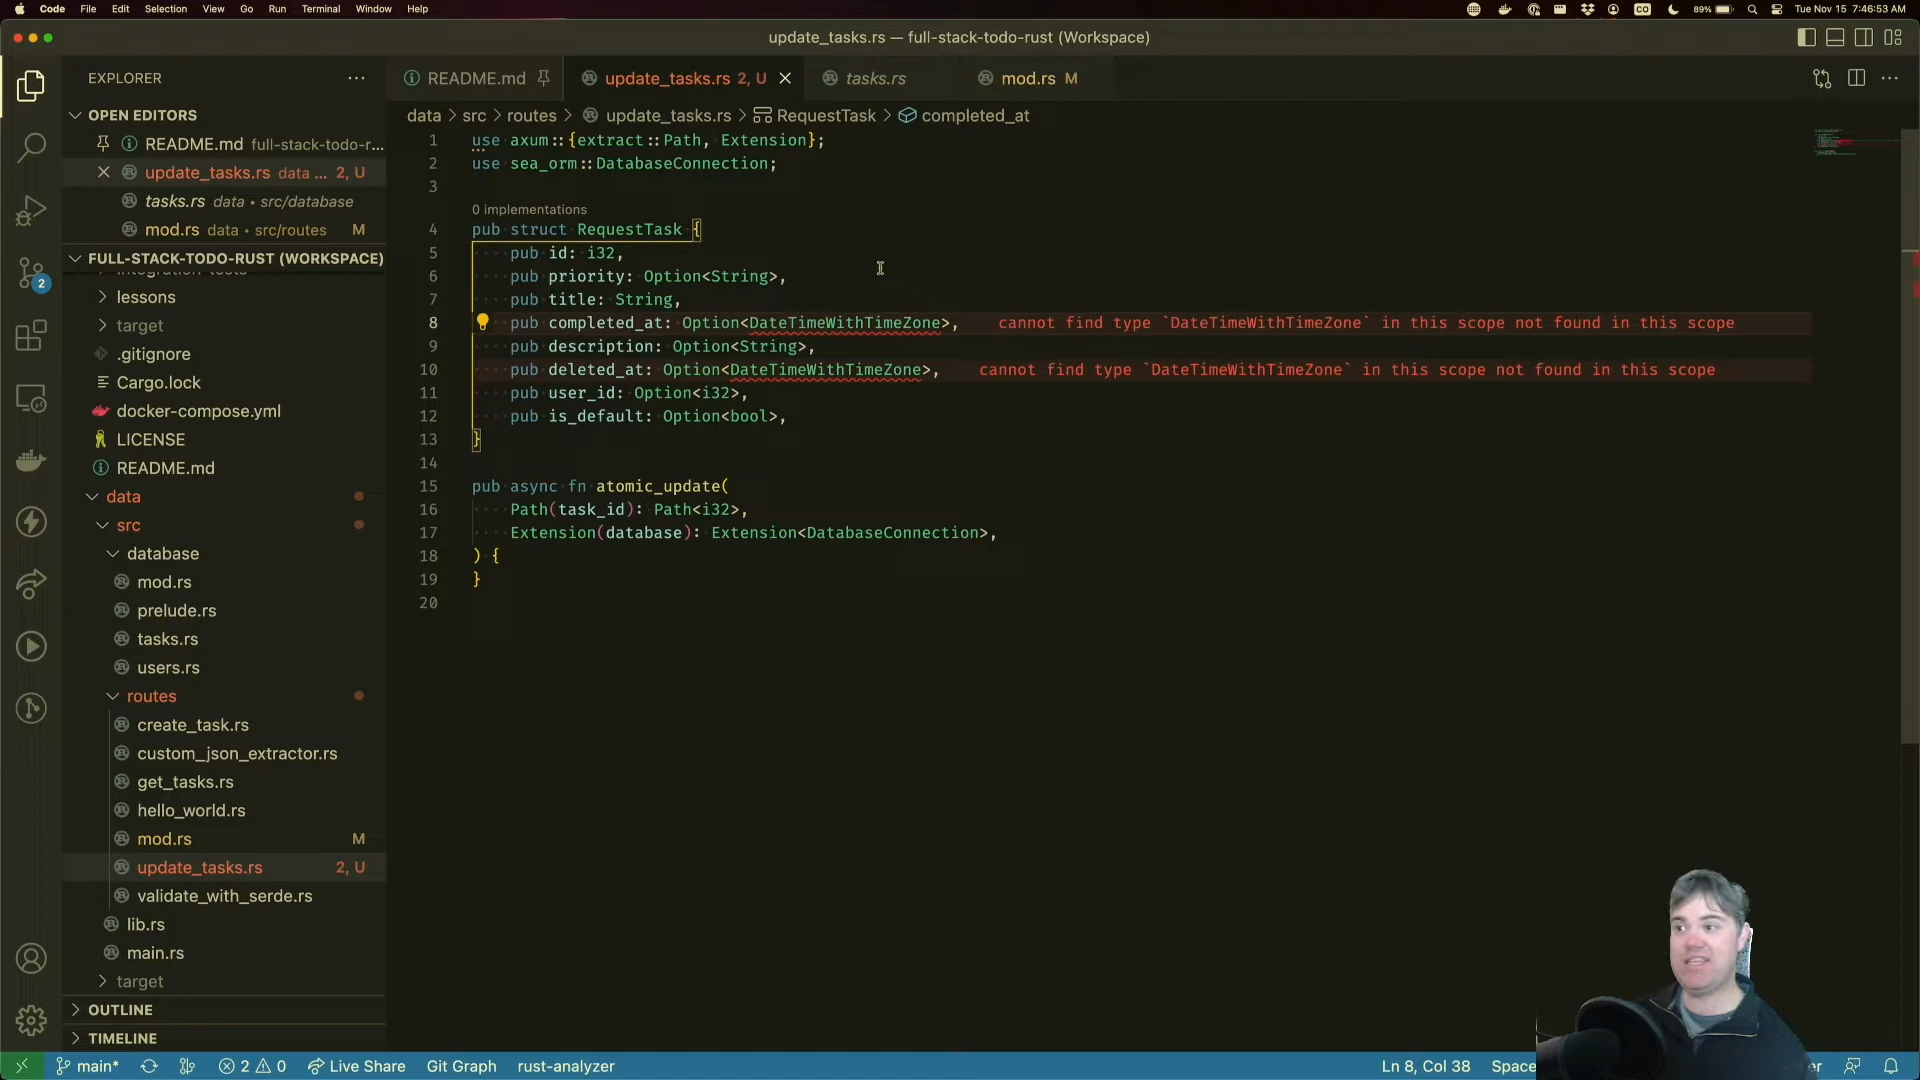 Code File Edit Selection View Go Run Terminal Window Help
89% Tue Nov 15 7:46:53 AM
update_tasks.rs — full-stack-todo-rust (Workspace)
EXPLORER
README.md
update_tasks.rs 2, U
tasks.rs
mod.rs M
OPEN EDITORS
README.md full-stack-todo-r...
update_tasks.rs data ... 2, U
tasks.rs data • src/database
mod.rs data • src/routes M
FULL-STACK-TODO-RUST (WORKSPACE)
integration-tests
lessons
target
.gitignore
Cargo.lock
docker-compose.yml
LICENSE
README.md
data
src
database
mod.rs
prelude.rs
tasks.rs
users.rs
routes
create_task.rs
custom_json_extractor.rs
get_tasks.rs
hello_world.rs
mod.rs M
update_tasks.rs 2, U
validate_with_serde.rs
lib.rs
main.rs
target
OUTLINE
TIMELINE
data > src > routes > update_tasks.rs > RequestTask > completed_at
1 use axum::{extract::Path, Extension};
2 use sea_orm::DatabaseConnection;
3
0 implementations
4 pub struct RequestTask {
5 pub id: i32,
6 pub priority: Option<String>,
7 pub title: String,
8 pub completed_at: Option<DateTimeWithTimeZone>, cannot find type `DateTimeWithTimeZone` in this scope not found in this scope
9 pub description: Option<String>,
10 pub deleted_at: Option<DateTimeWithTimeZone>, cannot find type `DateTimeWithTimeZone` in this scope not found in this scope
11 pub user_id: Option<i32>,
12 pub is_default: Option<bool>,
13 }
14
15 pub async fn atomic_update(
16 Path(task_id): Path<i32>,
17 Extension(database): Extension<DatabaseConnection>,
18 ) {
19 }
20
2
main* 2 0 Live Share Git Graph rust-analyzer Ln 8, Col 38